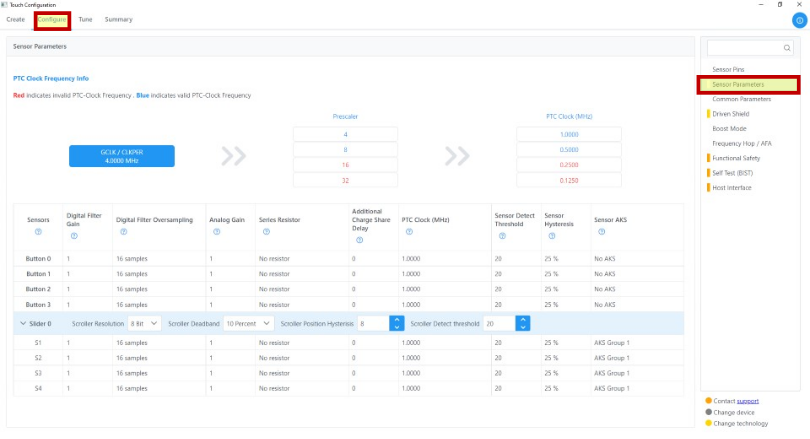 Touch Configuration
Create Configure Tune Summary
Sensor Parameters
PTC Clock Frequency Info
Red indicates invalid PTC-Clock Frequency . Blue indicates valid PTC-Clock Frequency
Prescaler PTC Clock (MHz)
GCLK / CLKPER
4.0000 MHz
4 1.0000
8 0.5000
16 0.2500
32 0.1250
Sensors Digital Filter Gain Digital Filter Oversampling Analog Gain Series Resistor Additional Charge Share Delay PTC Clock (MHz) Sensor Detect Threshold Sensor Hysteresis Sensor AKS
Button 0 1 16 samples 1 No resistor 0 1.0000 20 25 % No AKS
Button 1 1 16 samples 1 No resistor 0 1.0000 20 25 % No AKS
Button 2 1 16 samples 1 No resistor 0 1.0000 20 25 % No AKS
Button 3 1 16 samples 1 No resistor 0 1.0000 20 25 % No AKS
Slider 0 Scroller Resolution 8 Bit Scroller Deadband 10 Percent Scroller Position Hysterisis 8 Scroller Detect threshold 20
S1 1 16 samples 1 No resistor 0 1.0000 20 25 % AKS Group 1
S2 1 16 samples 1 No resistor 0 1.0000 20 25 % AKS Group 1
S3 1 16 samples 1 No resistor 0 1.0000 20 25 % AKS Group 1
S4 1 16 samples 1 No resistor 0 1.0000 20 25 % AKS Group 1
Sensor Pins
Sensor Parameters
Common Parameters
Driven Shield
Boost Mode
Frequency Hop / AFA
Functional Safety
Self Test (BIST)
Host Interface
Contact support
Change device
Change technology